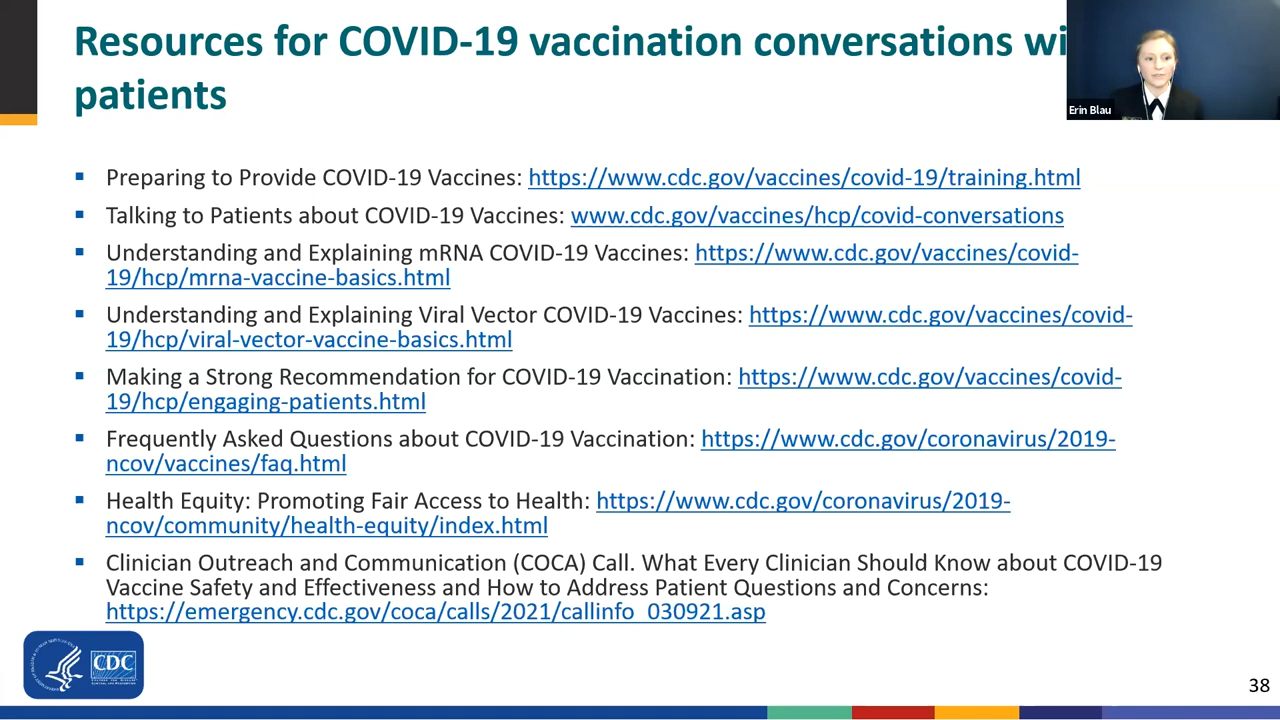 Resources for COVID-19 vaccination conversations wi
patients
Erin Blau
Preparing to Provide COVID-19 Vaccines: https://www.cdc.gov/vaccines/covid-19/training.html
Talking to Patients about COVID-19 Vaccines: www.cdc.gov/vaccines/hcp/covid-conversations
Understanding and Explaining mRNA COVID-19 Vaccines: https://www.cdc.gov/vaccines/covid-
19/hcp/mrna-vaccine-basics.html
Understanding and Explaining Viral Vector COVID-19 Vaccines: https://www.cdc.gov/vaccines/covid-
19/hcp/viral-vector-vaccine-basics.html
Making a Strong Recommendation for COVID-19 Vaccination: https://www.cdc.gov/vaccines/covid-
19/hcp/engaging-patients.html
Frequently Asked Questions about COVID-19 Vaccination: https://www.cdc.gov/coronavirus/2019-
ncov/vaccines/faq.html
Health Equity: Promoting Fair Access to Health: https://www.cdc.gov/coronavirus/2019-
ncov/community/health-equity/index.html
Clinician Outreach and Communication (COCA) Call. What Every Clinician Should Know about COVID-19
Vaccine Safety and Effectiveness and How to Address Patient Questions and Concerns:
https://emergency.cdc.gov/coca/calls/2021/callinfo_030921.asp
CDC
38